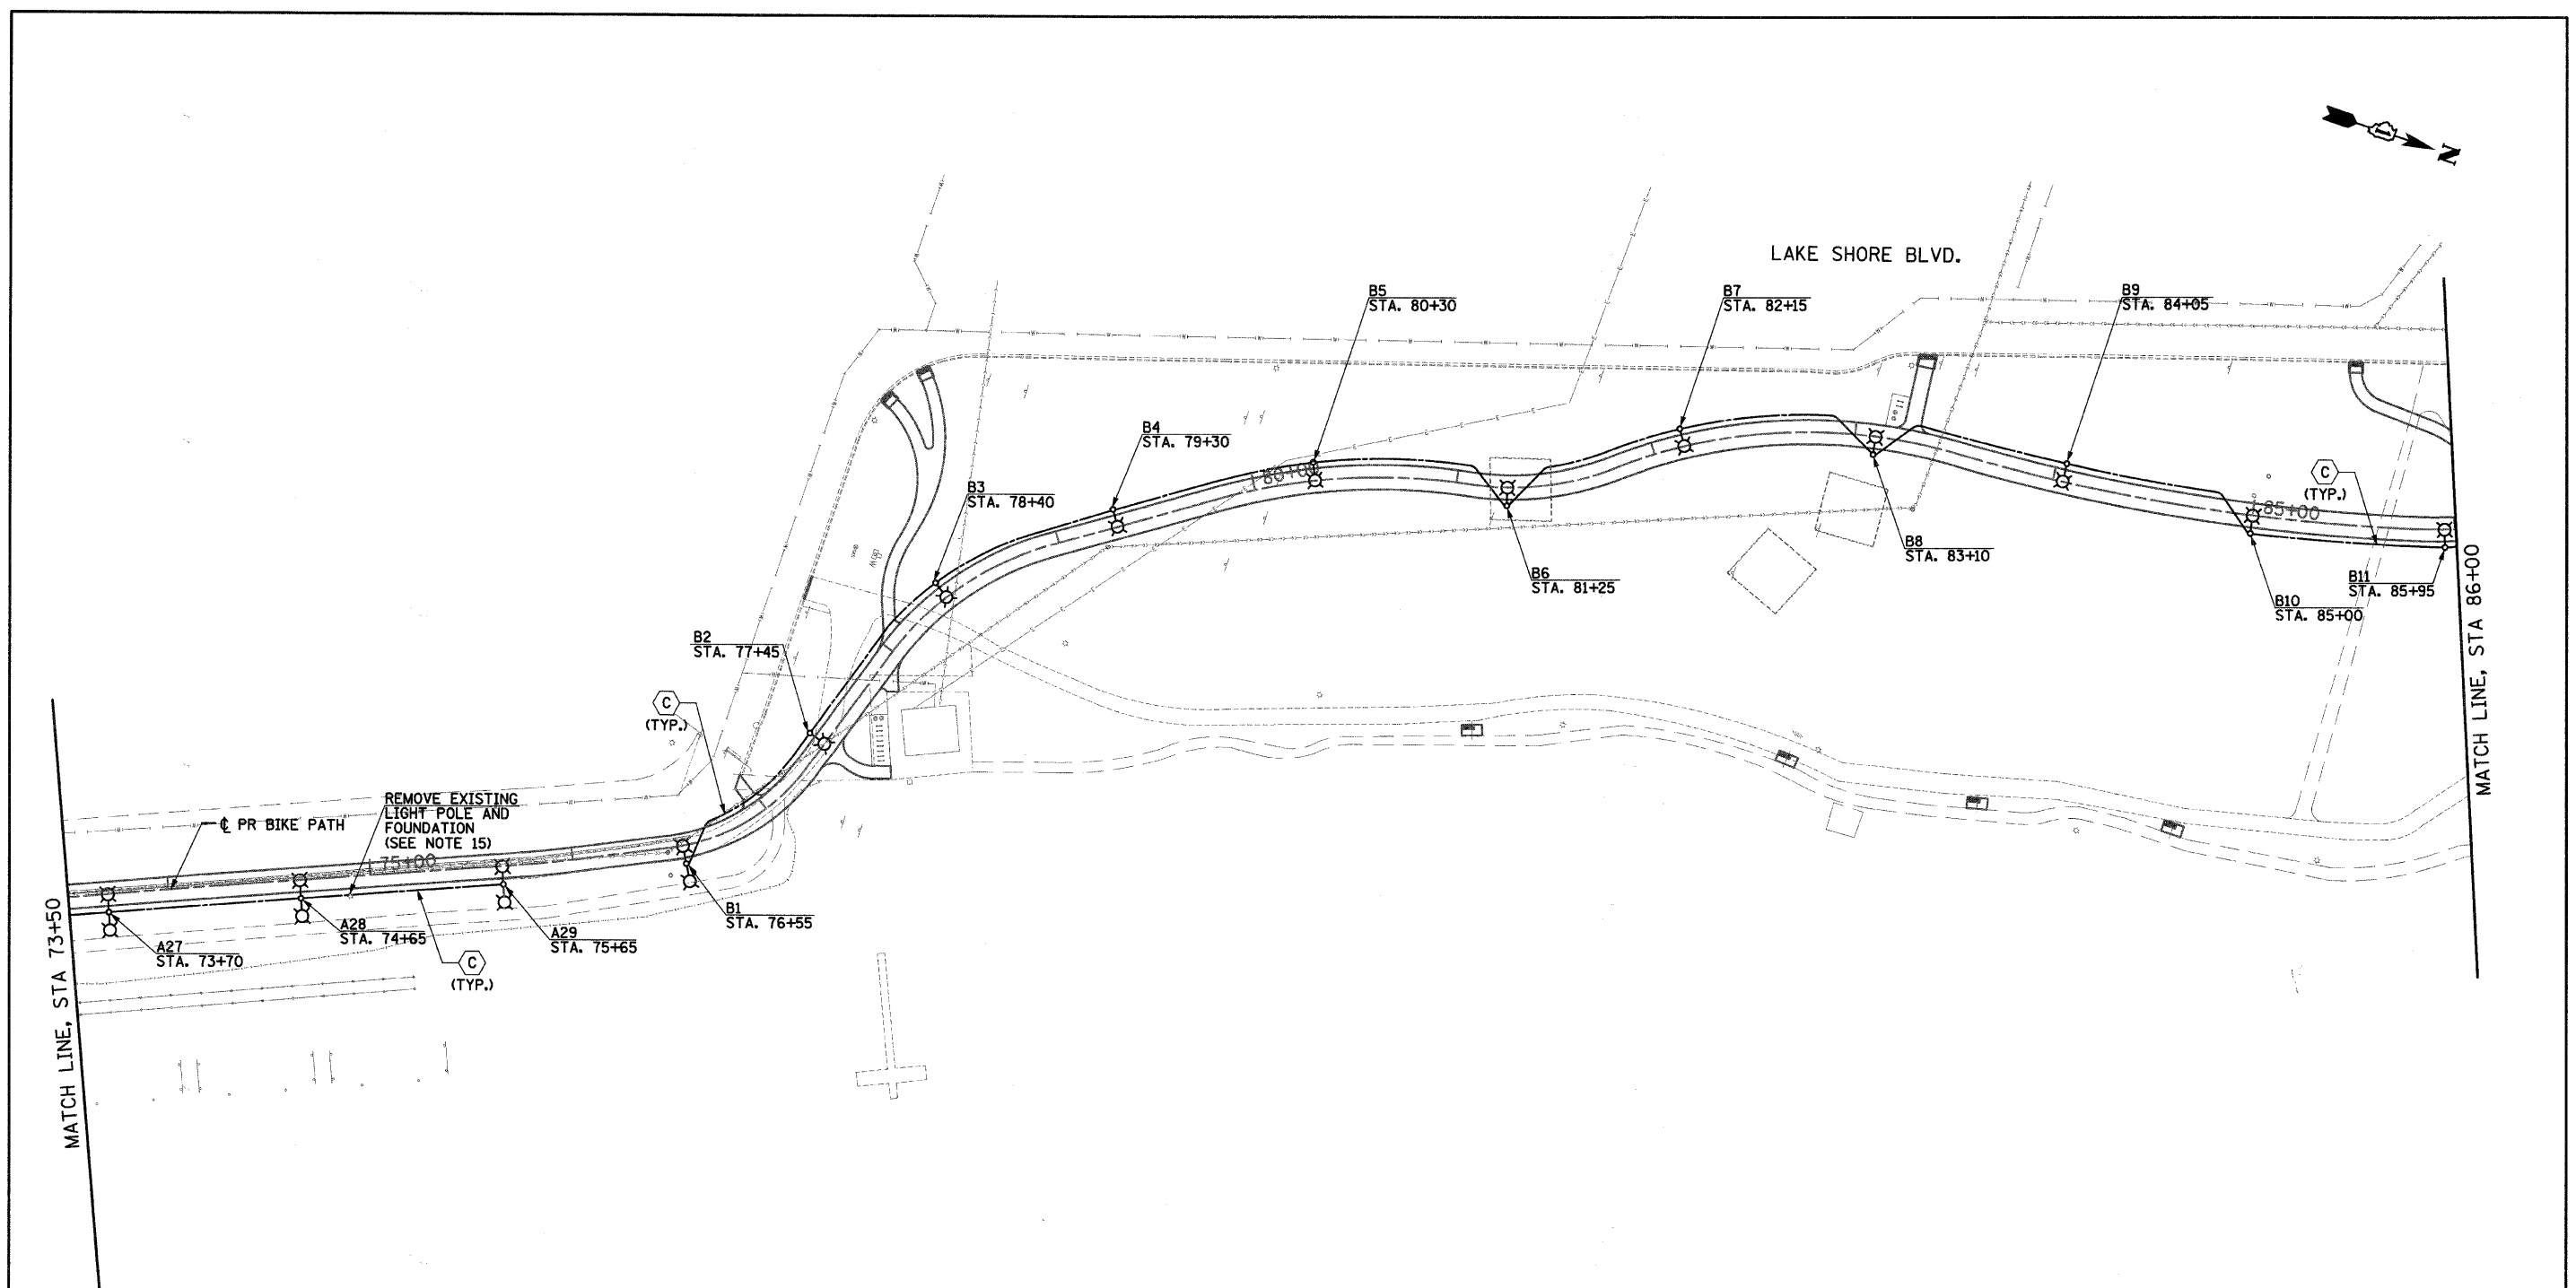 N
LAKE SHORE BLVD.
B5
STA. 80+30
B7
STA. 82+15
B9
STA. 84+05
B4
STA. 79+30
80+00
B3
STA. 78+40
C
(TYP.)
85+00
B8
STA. 83+10
B6
STA. 81+25
B11
STA. 85+95
B10
STA. 85+00
MATCH LINE, STA 86+00
B2
STA. 77+45
C
(TYP.)
REMOVE EXISTING
LIGHT POLE AND
FOUNDATION
(SEE NOTE 15)
℄ PR BIKE PATH
75+00
B1
STA. 76+55
A29
STA. 75+65
A28
STA. 74+65
A27
STA. 73+70
C
(TYP.)
MATCH LINE, STA 73+50